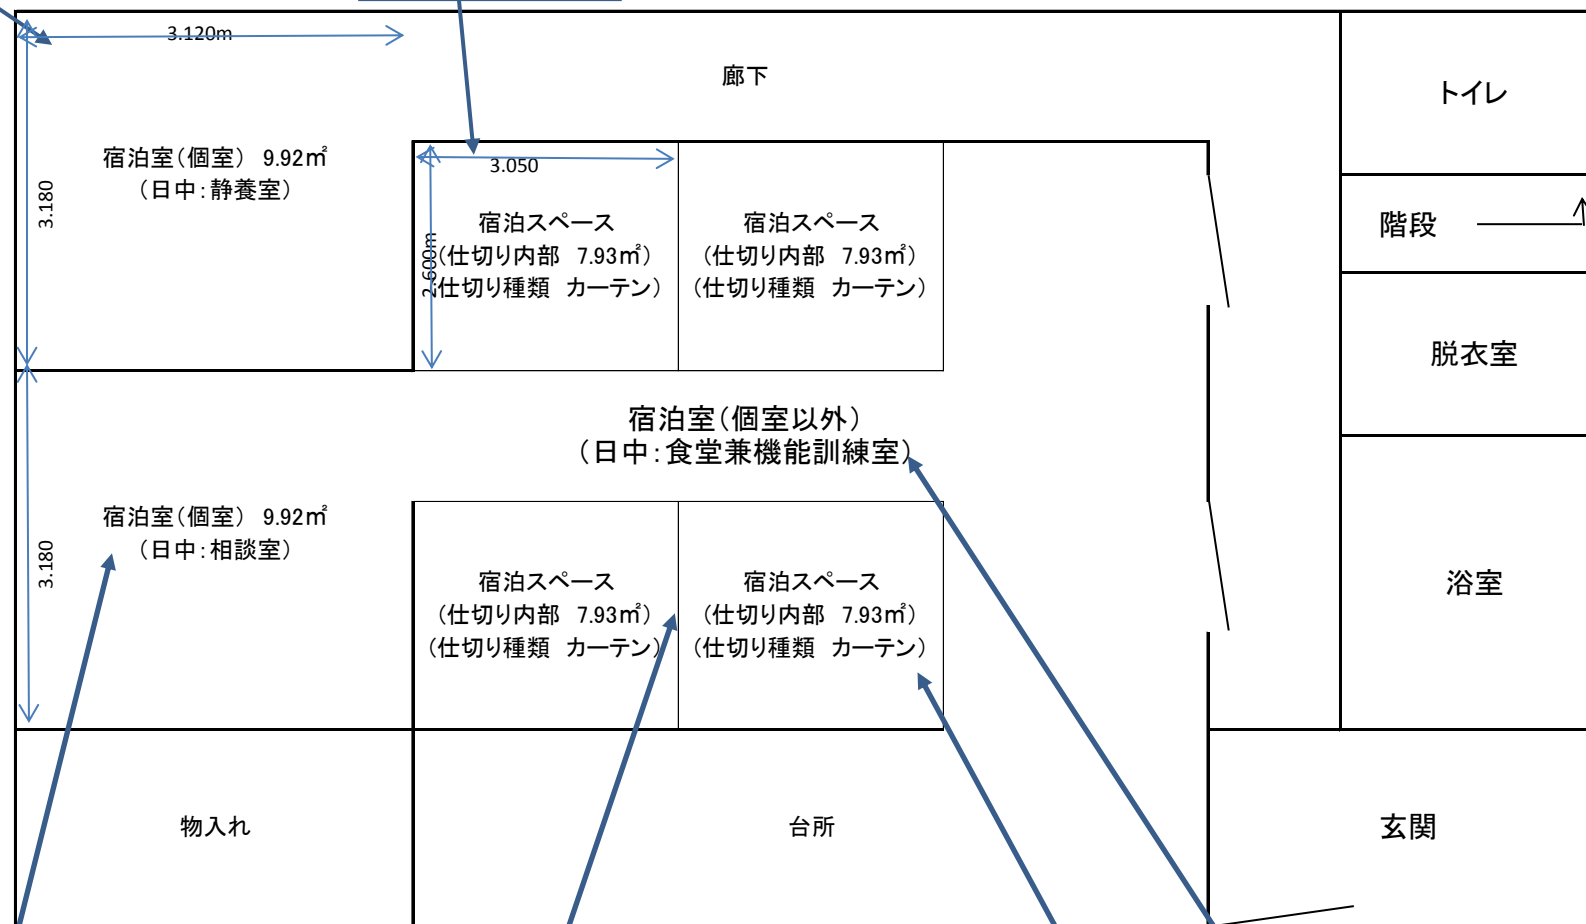 3.120m
廊下
トイレ
宿泊室（個室） 9.92㎡
（日中：静養室）
3.180
3.050
2.600m
宿泊スペース
（仕切り内部 7.93㎡）
（仕切り種類 カーテン）
宿泊スペース
（仕切り内部 7.93㎡）
（仕切り種類 カーテン）
階段
脱衣室
宿泊室（個室以外）
（日中：食堂兼機能訓練室）
宿泊室（個室） 9.92㎡
（日中：相談室）
3.180
宿泊スペース
（仕切り内部 7.93㎡）
（仕切り種類 カーテン）
宿泊スペース
（仕切り内部 7.93㎡）
（仕切り種類 カーテン）
浴室
物入れ
台所
玄関